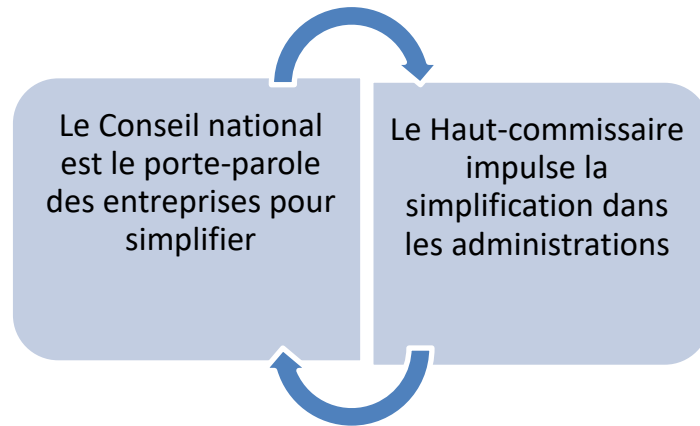 Le Conseil national
est le porte-parole
des entreprises pour
simplifier
Le Haut-commissaire
impulse la
simplification dans
les administrations